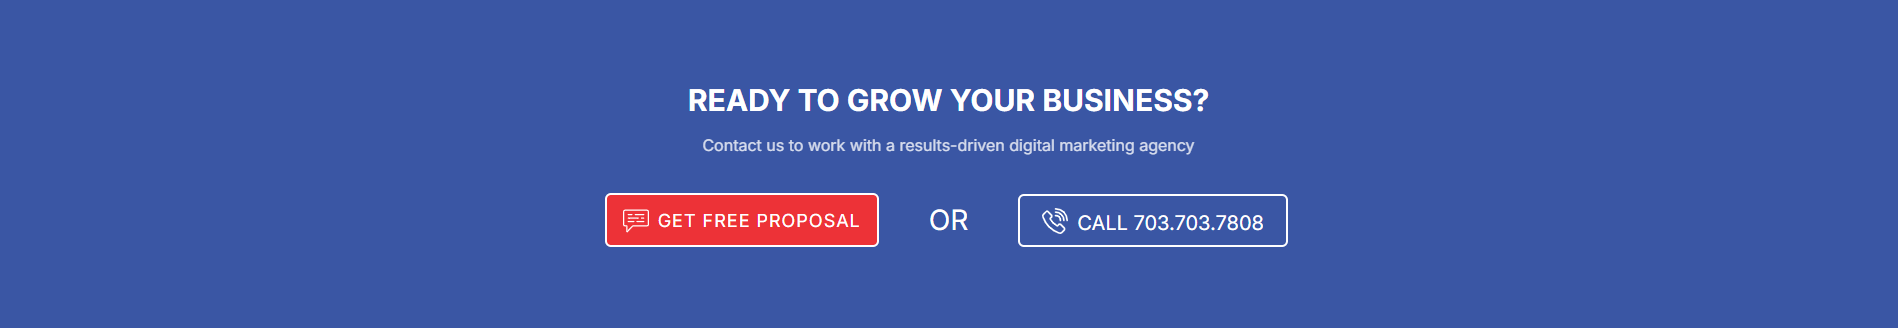 READY TO GROW YOUR BUSINESS?
Contact us to work with a results-driven digital marketing agency
GET FREE PROPOSAL
OR
CALL 703.703.7808